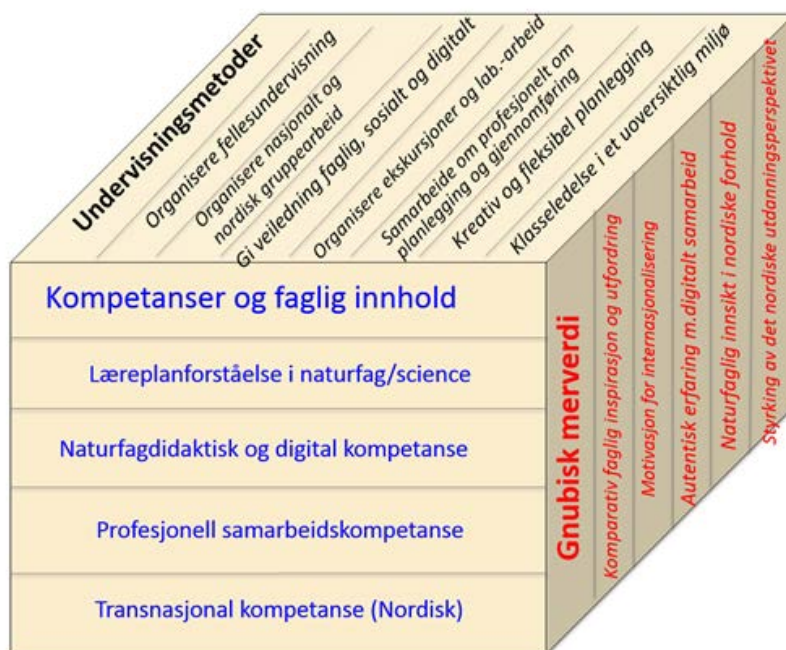 Undervisningsmetoder
Organisere fellesundervisning
Organisere nasjonalt og
nordisk gruppearbeid
Gi veiledning faglig, sosialt og digitalt
Organisere ekskursjoner og lab.-arbeid
Samarbeide om profesjonelt om
planlegging og gjennomføring
Kreativ og fleksibel planlegging
Klasseledelse i et uoversiktlig miljø
Kompetanser og faglig innhold
Læreplanforståelse i naturfag/science
Naturfagdidaktisk og digital kompetanse
Profesjonell samarbeidskompetanse
Transnasjonal kompetanse (Nordisk)
Gnubisk merverdi
Komparativ faglig inspirasjon og utfordring
Motivasjon for internasjonalisering
Autentisk erfaring m.digitalt samarbeid
Naturfaglig innsikt i nordiske forhold
Styrking av det nordiske utdanningsperspektivet